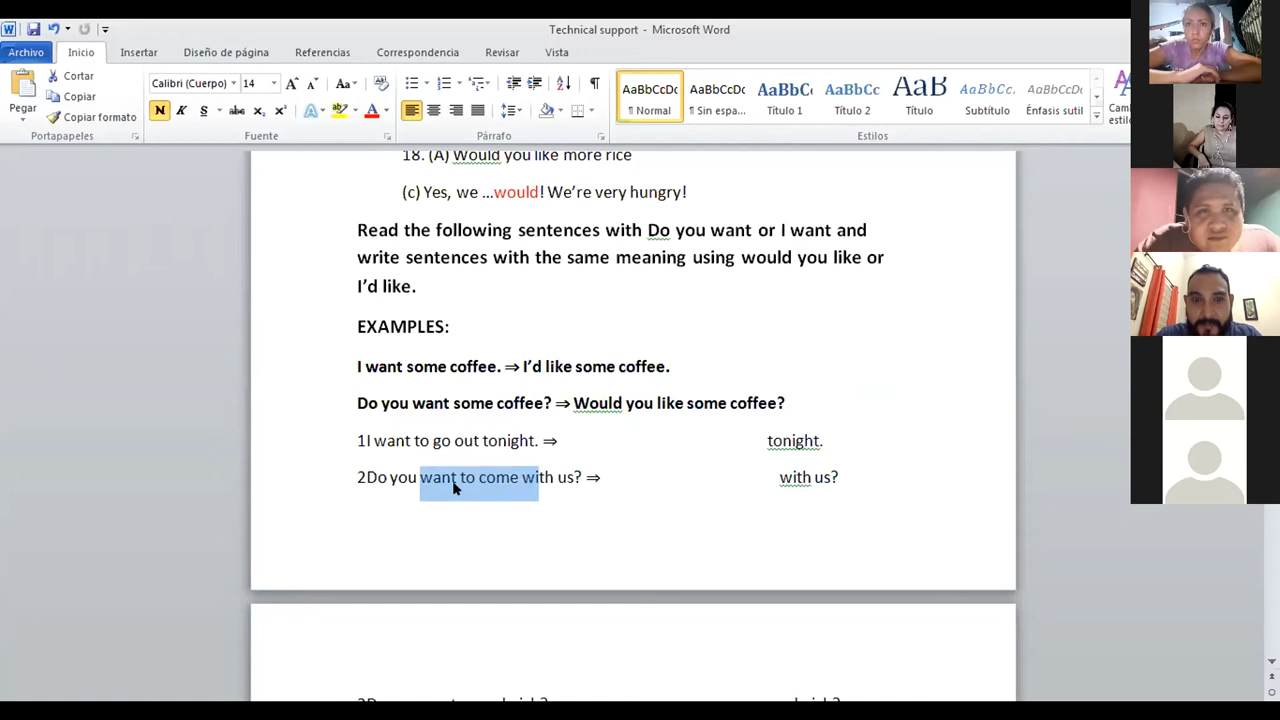 Technical support - Microsoft Word
Archivo Inicio Insertar Diseño de página Referencias Correspondencia Revisar Vista
Pegar
Cortar
Copiar
Copiar formato
Portapapeles
Calibri (Cuerpo) 14
N K S abc
Fuente
Párrafo
AaBbCcDc AaBbCcDc AaBbC AaBbCc AaB AaBbCc AaBbCcDc
¶ Normal ¶ Sin espa... Título 1 Título 2 Título Subtítulo Énfasis sutil
Estilos
18. (A) Would you like more rice
(c) Yes, we ...would! We're very hungry!
Read the following sentences with Do you want or I want and
write sentences with the same meaning using would you like or
I'd like.
EXAMPLES:
I want some coffee. ⇒ I'd like some coffee.
Do you want some coffee? ⇒ Would you like some coffee?
1I want to go out tonight. ⇒ tonight.
2Do you want to come with us? ⇒ with us?